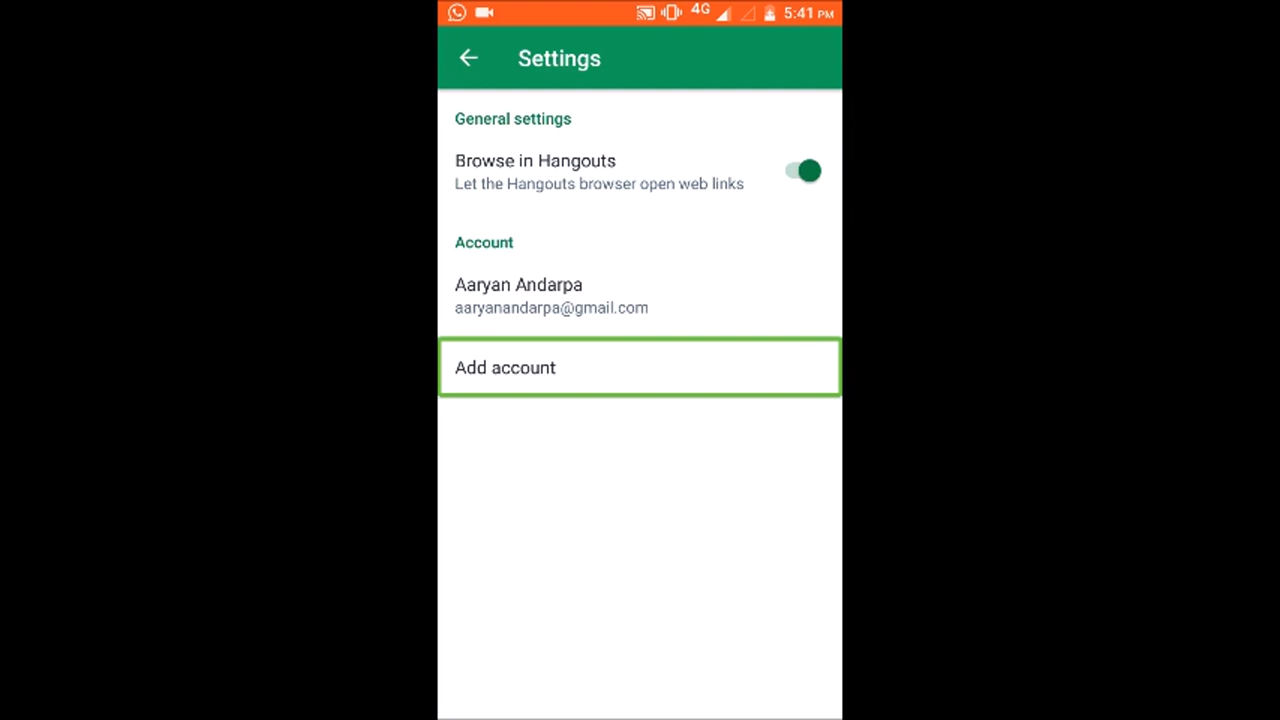 4G 5:41 PM
Settings
General settings
Browse in Hangouts
Let the Hangouts browser open web links
Account
Aaryan Andarpa
aaryanandarpa@gmail.com
Add account